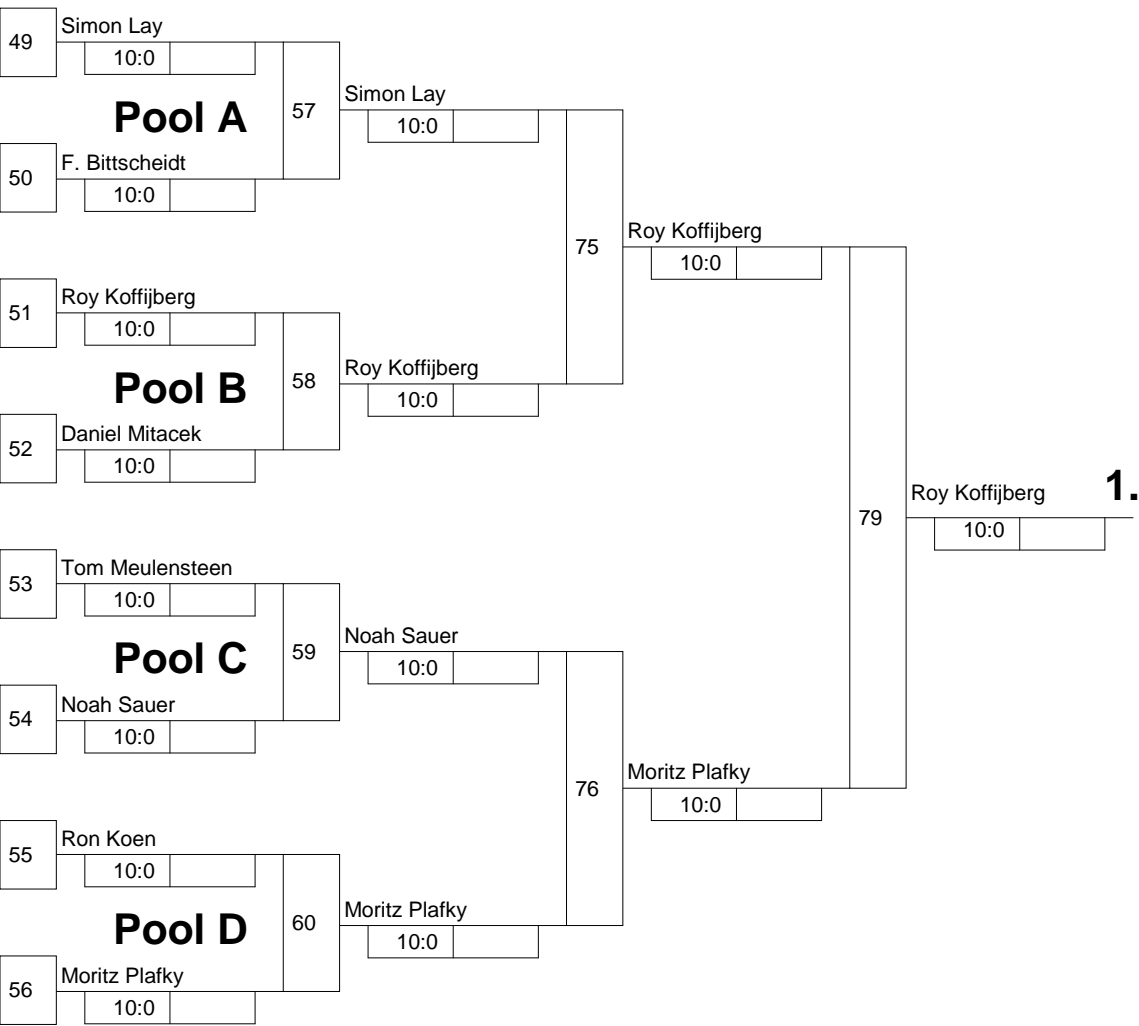 Simon Lay
49
10:0
Pool A
57
Simon Lay
10:0
F. Bittscheidt
50
10:0
75
Roy Koffijberg
10:0
Roy Koffijberg
51
10:0
Pool B
58
Roy Koffijberg
10:0
Daniel Mitacek
52
10:0
79
Roy Koffijberg 1.
10:0
Tom Meulensteen
53
10:0
Pool C
59
Noah Sauer
10:0
Noah Sauer
54
10:0
76
Moritz Plafky
10:0
Ron Koen
55
10:0
Pool D
60
Moritz Plafky
10:0
Moritz Plafky
56
10:0